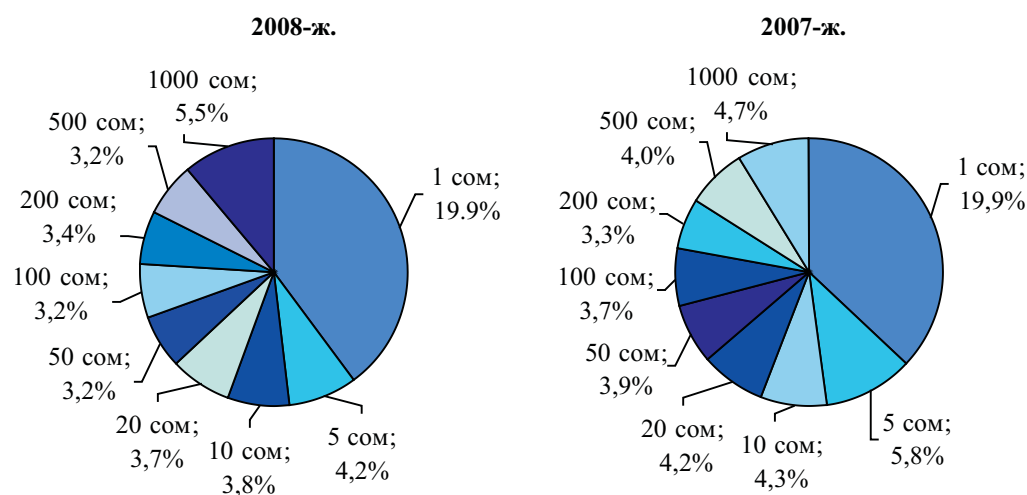 2008-ж.
1000 сом;
5,5%
500 сом;
3,2%
200 сом;
3,4%
100 сом;
3,2%
50 сом;
3,2%
20 сом;
3,7%
10 сом;
3,8%
5 сом;
4,2%
1 сом;
19.9%
2007-ж.
1000 сом;
4,7%
500 сом;
4,0%
200 сом;
3,3%
100 сом;
3,7%
50 сом;
3,9%
20 сом;
4,2%
10 сом;
4,3%
5 сом;
5,8%
1 сом;
19,9%